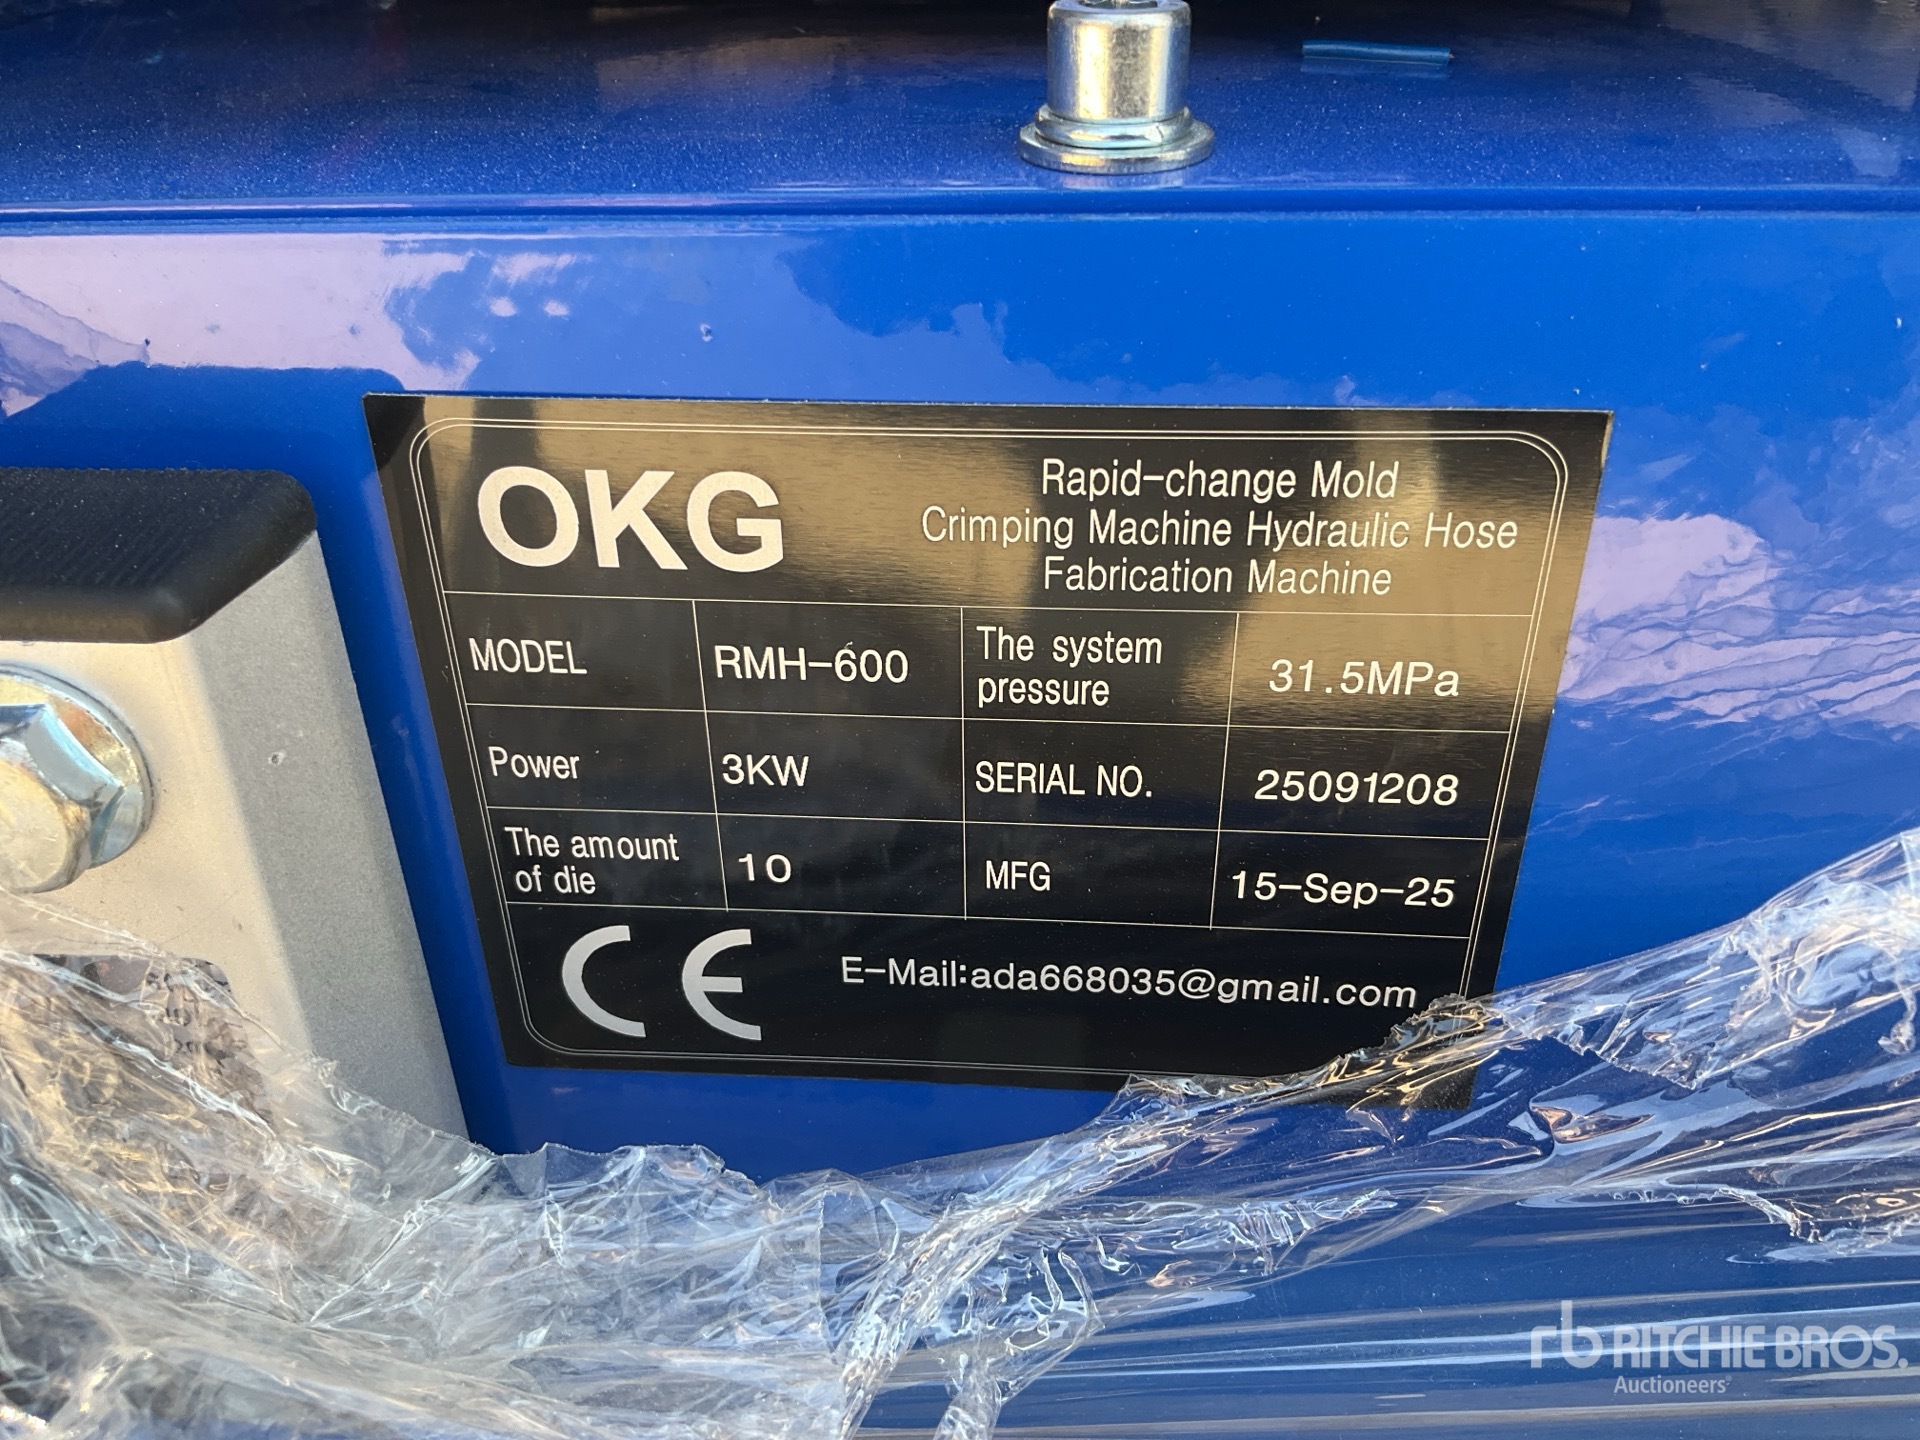 OKG
Rapid-change Mold
Crimping Machine Hydraulic Hose
Fabrication Machine
MODEL
RMH-600
The system
pressure
31.5MPa
Power
3KW
SERIAL NO.
25091208
The amount
of die
10
MFG
15-Sep-25
CE
E-Mail:ada668035@gmail.com
rb RITCHIE BROS.
Auctioneers